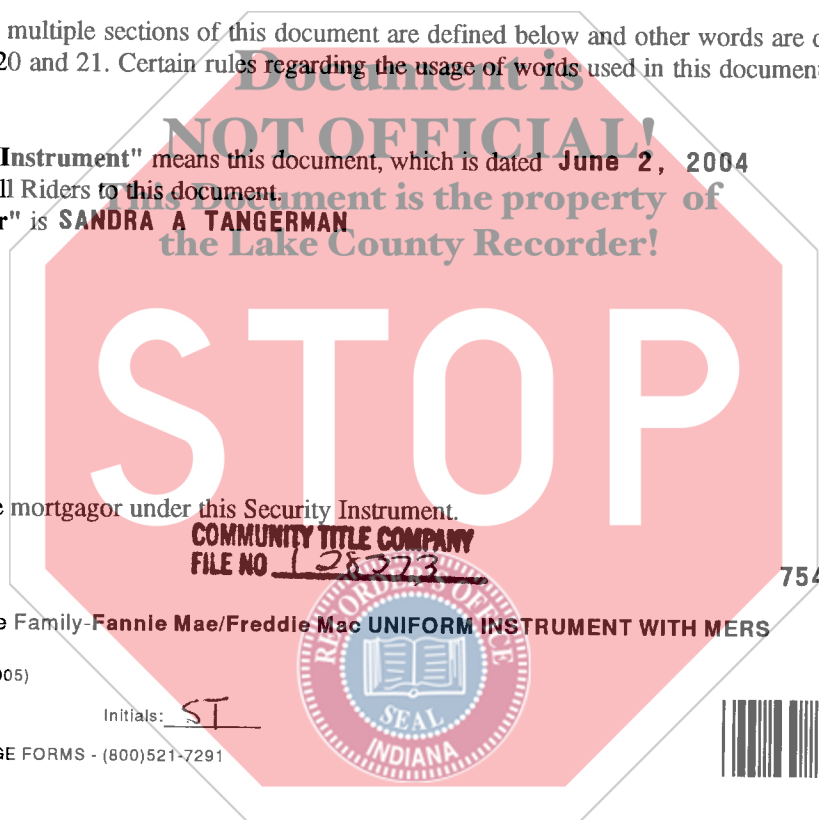 multiple sections of this document are defined below and other words are
20 and 21. Certain rules regarding the usage of words used in this document
Document is
NOT OFFICIAL!
This Document is the property of
the Lake County Recorder!
Instrument" means this document, which is dated June 2, 2004
ll Riders to this document.
r" is SANDRA A TANGERMAN
STOP
mortgagor under this Security Instrument.
COMMUNITY TITLE COMPANY
FILE NO
754
e Family-Fannie Mae/Freddie Mac UNIFORM INSTRUMENT WITH MERS
005)
RECORDER'S OFFICE
SEAL
INDIANA
Initials: ST
GE FORMS - (800)521-7291